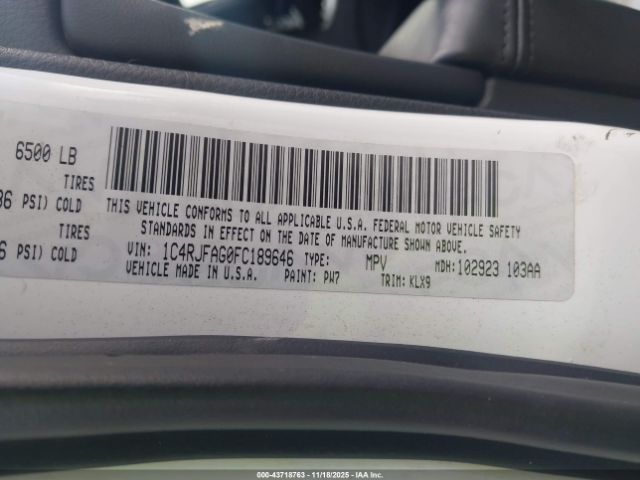 6500 LB
TIRES
PSI) COLD
TIRES
PSI) COLD
THIS VEHICLE CONFORMS TO ALL APPLICABLE U.S.A. FEDERAL MOTOR VEHICLE SAFETY
STANDARDS IN EFFECT ON THE DATE OF MANUFACTURE SHOWN ABOVE.
VIN: 1C4RJFAG0FC189646 TYPE: MPV MDH:102923 103AA
VEHICLE MADE IN U.S.A. PAINT: PW7 TRIM: KLX9
000-43718763 | 11/18/2025 - IAA Inc.